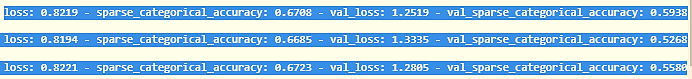 loss: 0.8219 - sparse_categorical_accuracy: 0.6708 - val_loss: 1.2519 - val_sparse_categorical_accuracy: 0.5938
loss: 0.8194 - sparse_categorical_accuracy: 0.6685 - val_loss: 1.3335 - val_sparse_categorical_accuracy: 0.5268
loss: 0.8221 - sparse_categorical_accuracy: 0.6723 - val_loss: 1.2805 - val_sparse_categorical_accuracy: 0.5580